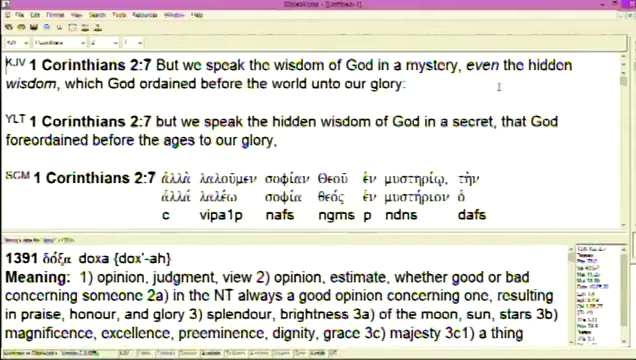 BibleWorks - [Untitled-1]
KJV 1 Corinthians 2:7 But we speak the wisdom of God in a mystery, even the hidden
wisdom, which God ordained before the world unto our glory:
YLT 1 Corinthians 2:7 but we speak the hidden wisdom of God in a secret, that God
foreordained before the ages to our glory,
SGM 1 Corinthians 2:7 ἀλλὰ λαλοῦμεν σοφίαν Θεοῦ ἐν μυστηρίῳ, τὴν
ἀλλά λαλέω σοφία θεός ἐν μυστήριον ὁ
c vipa1p nafs ngms p ndns dafs
1391 δόξα doxa {dox'-ah}
Meaning: 1) opinion, judgment, view 2) opinion, estimate, whether good or bad
concerning someone 2a) in the NT always a good opinion concerning one, resulting
in praise, honour, and glory 3) splendour, brightness 3a) of the moon, sun, stars 3b)
magnificence, excellence, preeminence, dignity, grace 3c) majesty 3c1) a thing